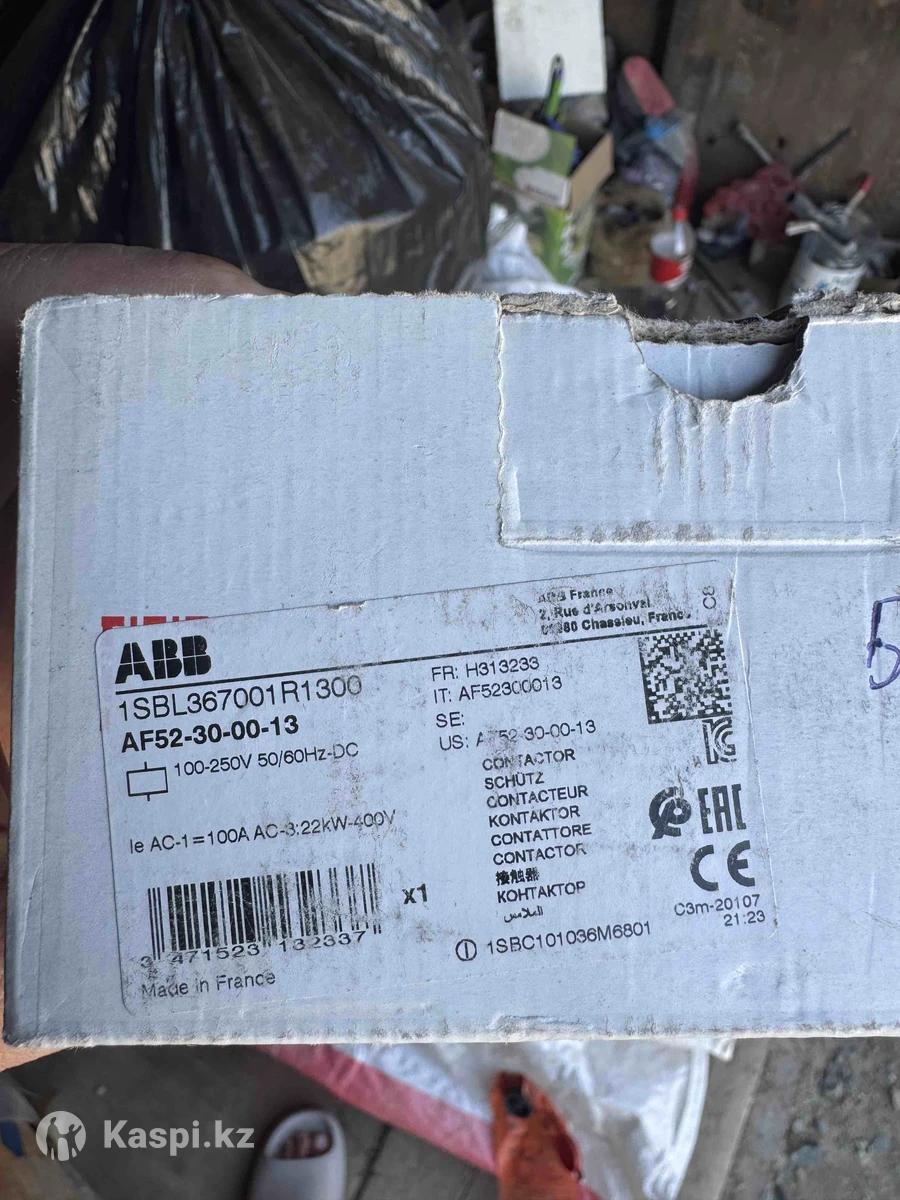 ABB
1SBL367001R1300
AF52-30-00-13
100-250V 50/60Hz-DC
Ie AC-1=100A AC-3:22kW-400V
3 471523 132337
x1
Made in France
ABB France
2, Rue d'Arsonval
Chassieu, France
C8
FR: H313233
IT: AF52300013
SE:
US: AF52-30-00-13
CONTACTOR
SCHÜTZ
CONTACTEUR
KONTAKTOR
CONTATTORE
CONTACTOR
接触器
КОНТАКТОР
الملامس
1SBC101036M6801
EAC
CE
C3m-20107
21:23
5
Kaspi.kz